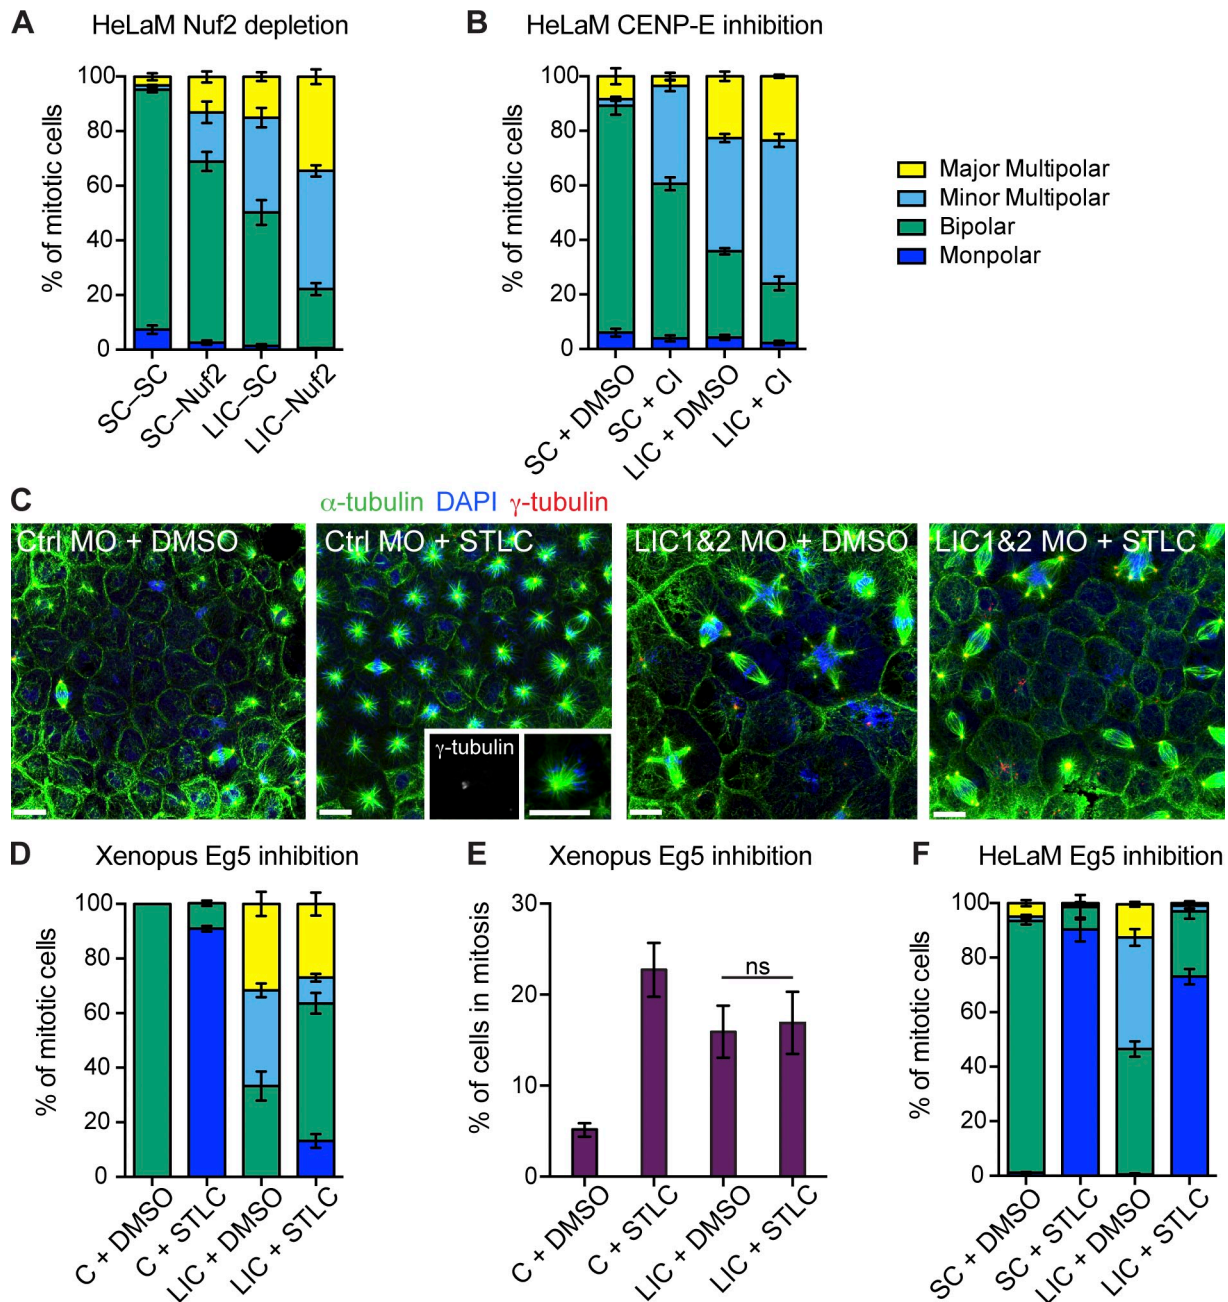 A HeLaM Nuf2 depletion
% of mitotic cells
100
80
60
40
20
0
SC–SC
SC–Nuf2
LIC–SC
LIC–Nuf2
B HeLaM CENP-E inhibition
% of mitotic cells
100
80
60
40
20
0
SC + DMSO
SC + CI
LIC + DMSO
LIC + CI
Major Multipolar
Minor Multipolar
Bipolar
Monpolar
C
α-tubulin DAPI γ-tubulin
Ctrl MO + DMSO
Ctrl MO + STLC
γ-tubulin
LIC1&2 MO + DMSO
LIC1&2 MO + STLC
D Xenopus Eg5 inhibition
% of mitotic cells
100
80
60
40
20
0
C + DMSO
C + STLC
LIC + DMSO
LIC + STLC
E Xenopus Eg5 inhibition
% of cells in mitosis
30
20
10
0
ns
C + DMSO
C + STLC
LIC + DMSO
LIC + STLC
F HeLaM Eg5 inhibition
% of mitotic cells
100
80
60
40
20
0
SC + DMSO
SC + STLC
LIC + DMSO
LIC + STLC